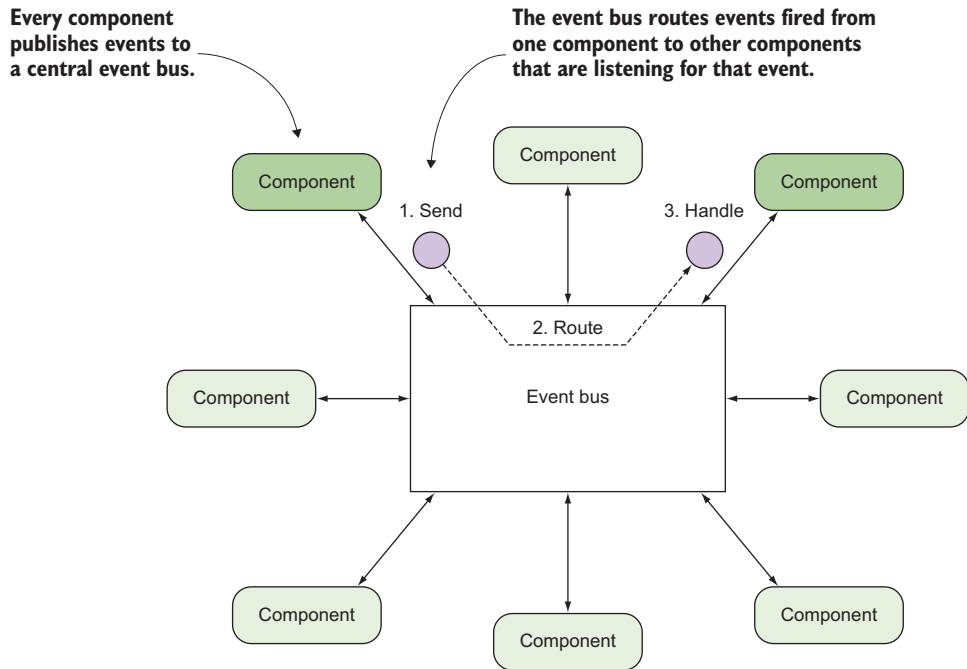 Every component
publishes events to
a central event bus.
The event bus routes events fired from
one component to other components
that are listening for that event.
Component
Component
Component
1. Send
3. Handle
2. Route
Component
Event bus
Component
Component
Component
Component